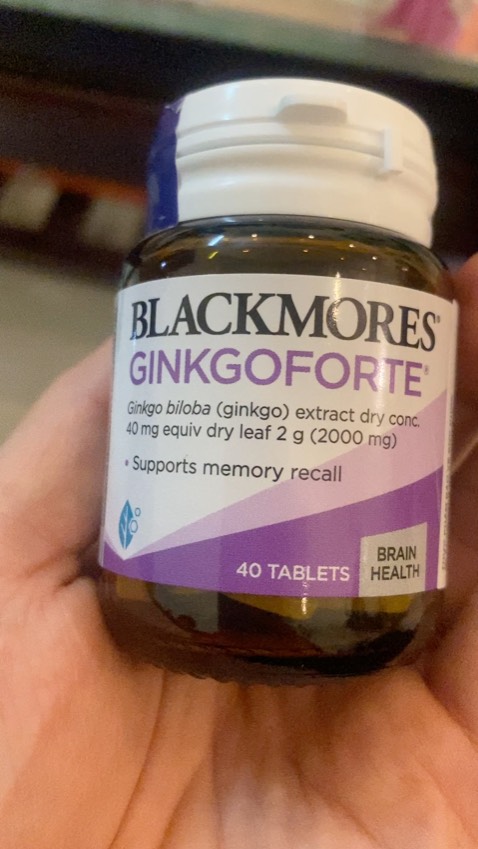 BLACKMORES®
GINKGOFORTE®
Ginkgo biloba (ginkgo) extract dry conc.
40 mg equiv dry leaf 2 g (2000 mg)
• Supports memory recall
40 TABLETS
BRAIN
HEALTH